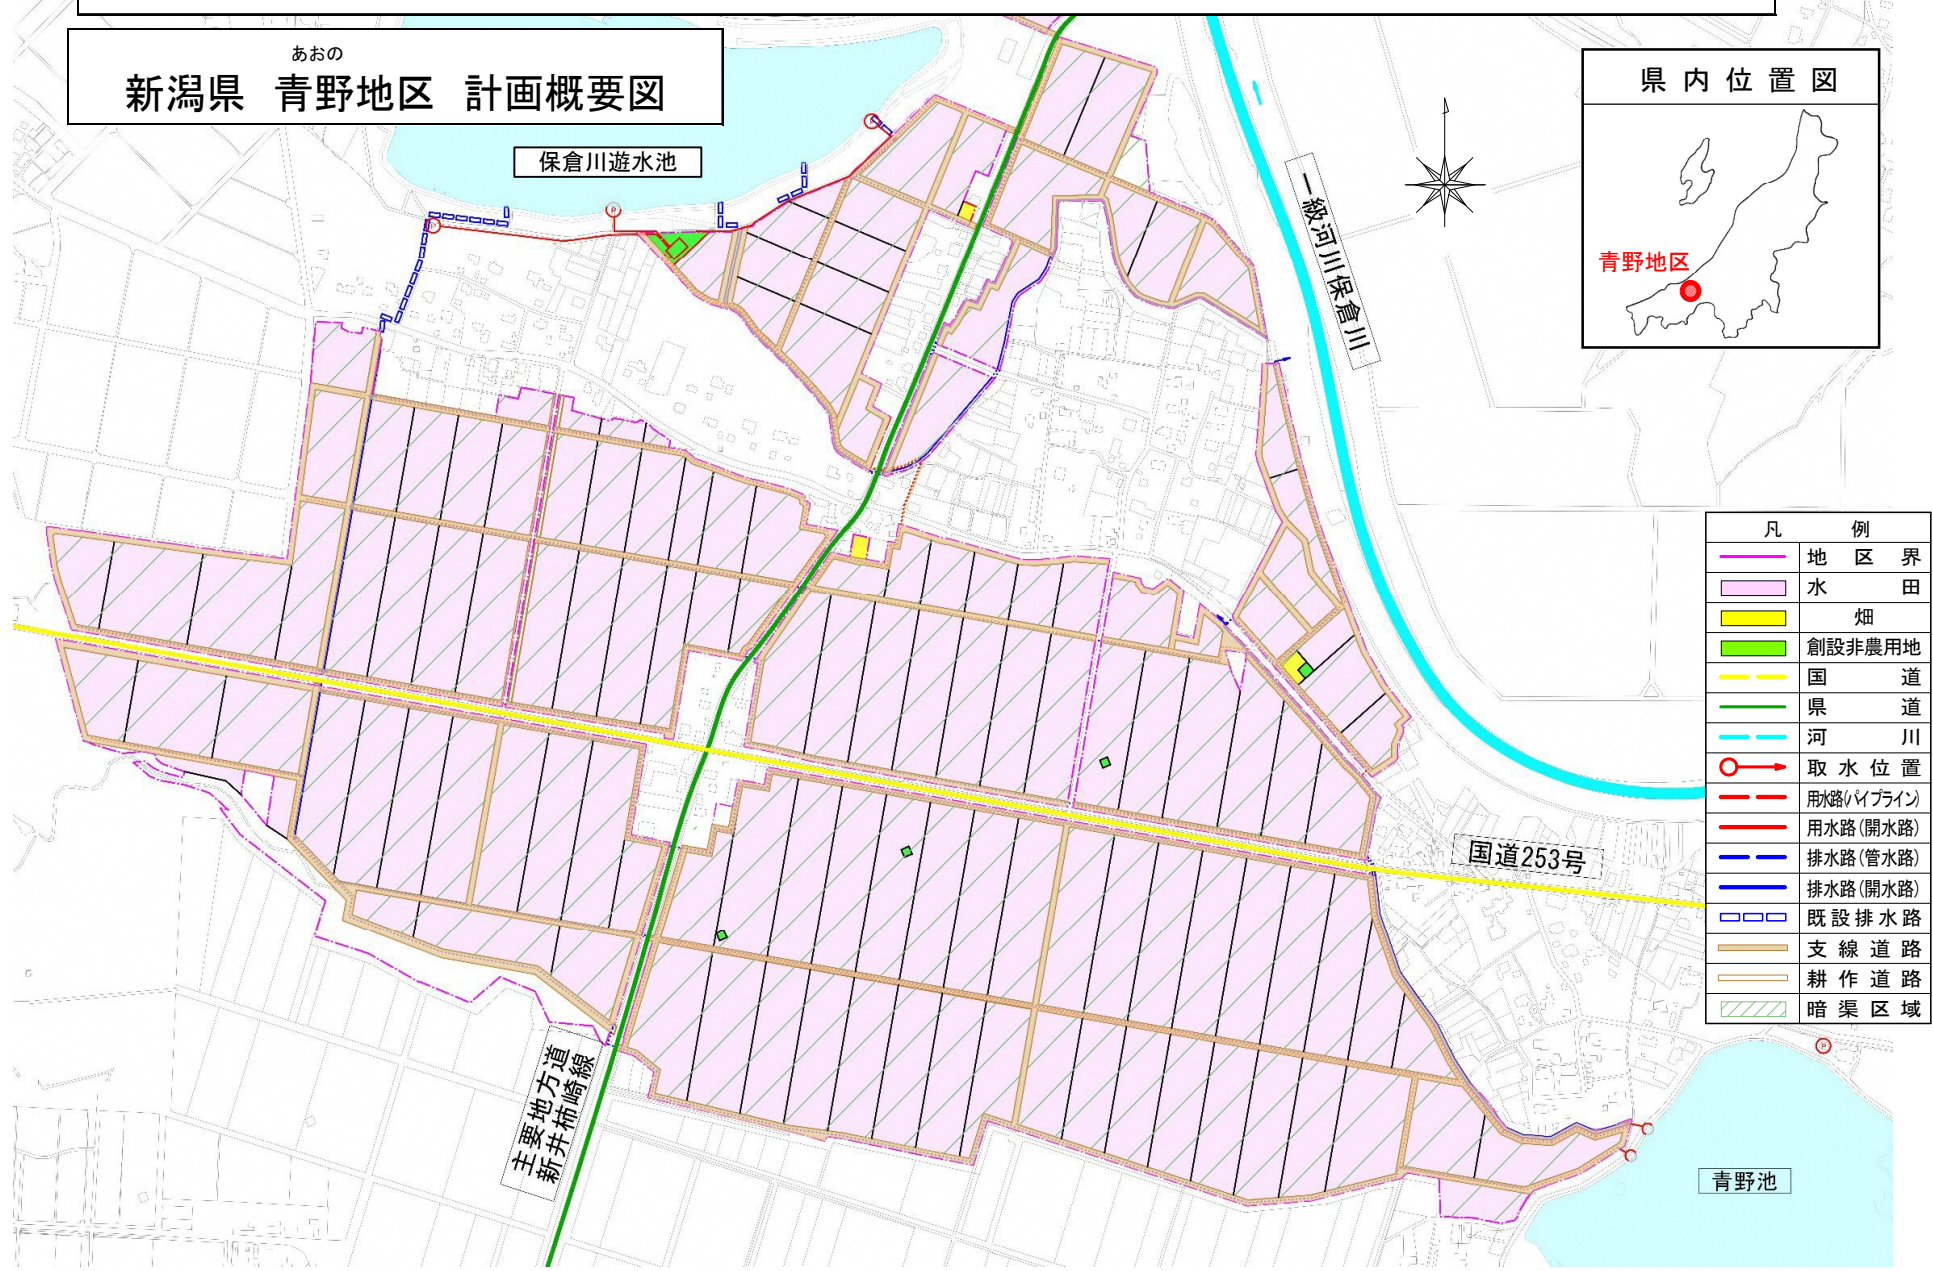 あおの
新潟県 青野地区 計画概要図
保倉川遊水池
一級河川保倉川
県内位置図
青野地区
凡例
地区界
水田
畑
創設非農用地
国道
県道
河川
取水位置
用水路(パイプライン)
用水路(開水路)
排水路(管水路)
排水路(開水路)
既設排水路
支線道路
耕作道路
暗渠区域
国道253号
主要地方道
新井柿崎線
青野池
P
P
P